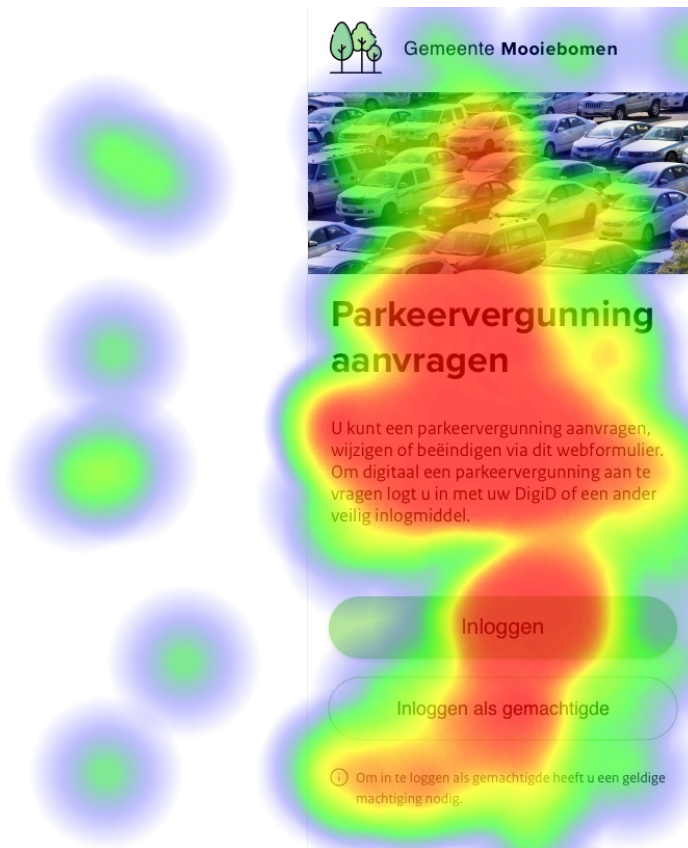 Gemeente Mooiebomen
Parkeervergunning
aanvragen
U kunt een parkeervergunning aanvragen,
wijzigen of beëindigen via dit webformulier.
Om digitaal een parkeervergunning aan te
vragen logt u in met uw DigiD of een ander
veilig inlogmiddel.
Inloggen
Inloggen als gemachtigde
Om in te loggen als gemachtigde heeft u een geldige
machtiging nodig.